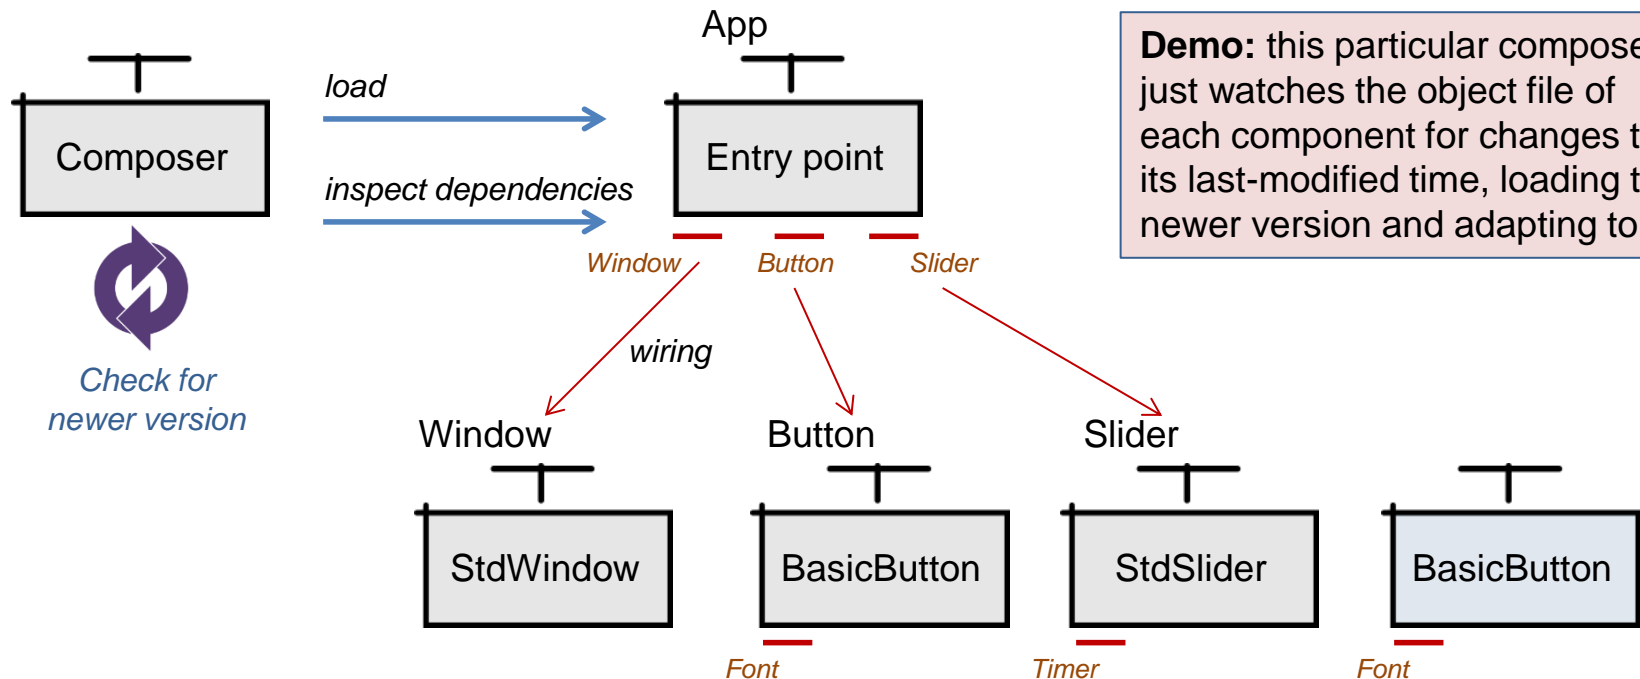 App
Demo: this particular compose
just watches the object file of
each component for changes t
its last-modified time, loading t
newer version and adapting to
load
Composer
Entry point
inspect dependencies
Window
Button
Slider
wiring
Check for
newer version
Window
Button
Slider
StdWindow
BasicButton
StdSlider
BasicButton
Font
Timer
Font